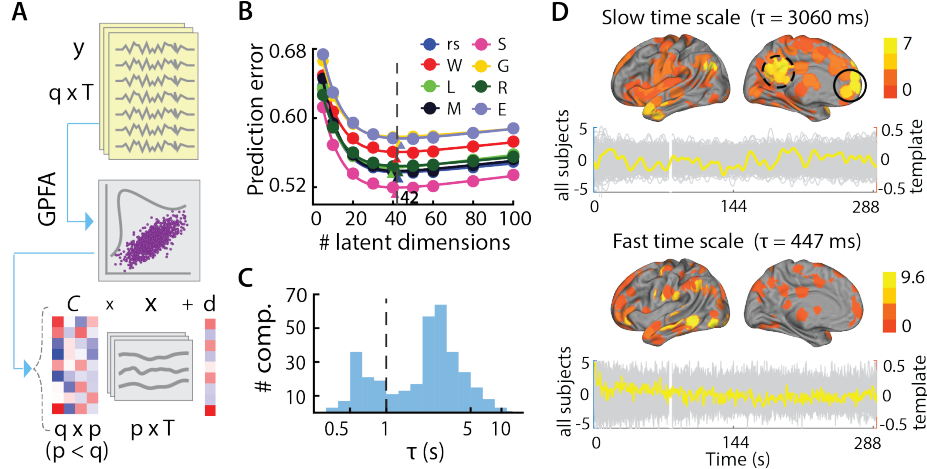 A
y
q x T
GPFA
C x x + d
q x p
(p < q)
p x T
B
Prediction error
0.68
0.60
0.52
rs
W
L
M
S
G
R
E
42
0 20 40 60 80 100
# latent dimensions
C
# comp.
70
50
30
10
0.5 1 5 10
τ (s)
D
Slow time scale (τ = 3060 ms)
7
0
all subjects
5
0
-5
0.5
0
-0.5
template
0 144 288
Fast time scale (τ = 447 ms)
9.6
0
all subjects
5
0
-5
0.5
0
-0.5
template
0 144 288
Time (s)